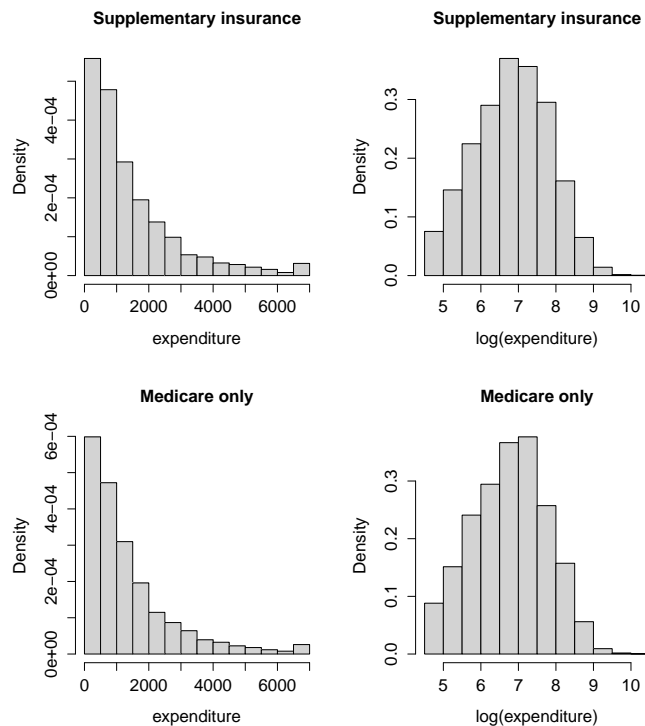 Supplementary insurance
Density
0e+00 2e−04 4e−04
0 2000 4000 6000
expenditure
Supplementary insurance
Density
0.0 0.1 0.2 0.3
5 6 7 8 9 10
log(expenditure)
Medicare only
Density
0e+00 2e−04 4e−04 6e−04
0 2000 4000 6000
expenditure
Medicare only
Density
0.0 0.1 0.2 0.3
5 6 7 8 9 10
log(expenditure)